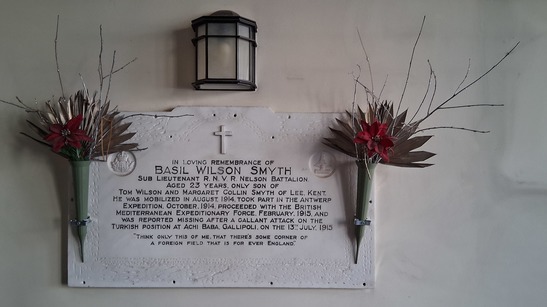 IN LOVING REMEMBRANCE OF
BASIL WILSON SMYTH
SUB LIEUTENANT R.N.V.R NELSON BATTALION
AGED 23 YEARS, ONLY SON OF
TOM WILSON AND MARGARET COLLIN SMYTH OF LEE, KENT.
HE WAS MOBILIZED IN AUGUST, 1914, TOOK PART IN THE ANTWERP
EXPEDITION, OCTOBER, 1914, PROCEEDED WITH THE BRITISH
MEDITERRANEAN EXPEDITIONARY FORCE, FEBRUARY, 1915, AND
WAS REPORTED MISSING AFTER A GALLANT ATTACK ON THE
TURKISH POSITION AT ACHI BABA, GALLIPOLI, ON THE 13TH JULY, 1915
"THINK ONLY THIS OF ME, THAT THERE'S SOME CORNER OF
A FOREIGN FIELD THAT IS FOR EVER ENGLAND"